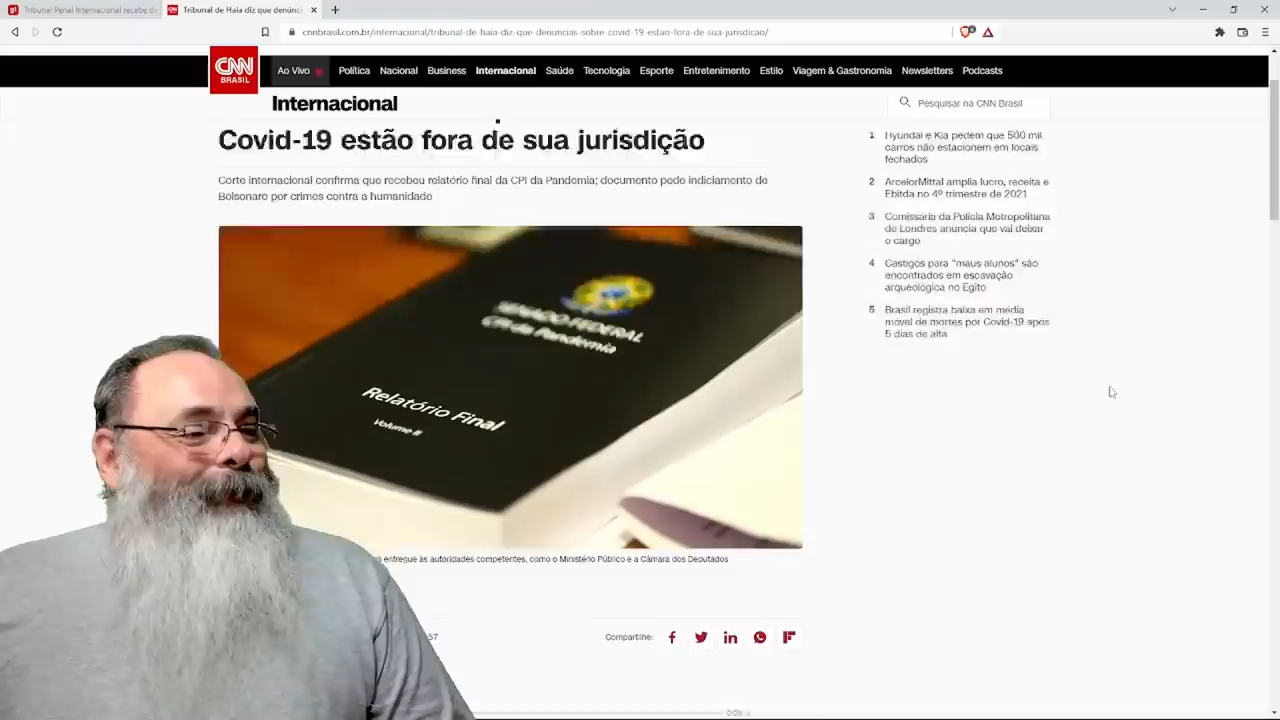 Tribunal Penal Internacional recebe de
Tribunal de Haia diz que denúnci
cnnbrasil.com.br/internacional/tribunal-de-haia-diz-que-denuncias-sobre-covid-19-estao-fora-de-sua-jurisdicao/
CNN
BRASIL
Ao Vivo
Política
Nacional
Business
Internacional
Saúde
Tecnologia
Esporte
Entretenimento
Estilo
Viagem & Gastronomia
Newsletters
Podcasts
Internacional
Pesquisar na CNN Brasil
Covid-19 estão fora de sua jurisdição
Corte internacional confirma que recebeu relatório final da CPI da Pandemia; documento pede indiciamento de
Bolsonaro por crimes contra a humanidade
1 Hyundai e Kia pedem que 500 mil
carros não estacionem em locais
fechados
2 ArcelorMittal amplia lucro, receita e
Ebitda no 4º trimestre de 2021
3 Comissária da Polícia Metropolitana
de Londres anuncia que vai deixar
o cargo
4 Castigos para "maus alunos" são
encontrados em escavação
arqueológica no Egito
5 Brasil registra baixa em média
móvel de mortes por Covid-19 após
5 dias de alta
SENADO FEDERAL
CPI da Pandemia
Relatório Final
Volume II
entregue às autoridades competentes, como o Ministério Público e a Câmara dos Deputados
57
Compartilhe: